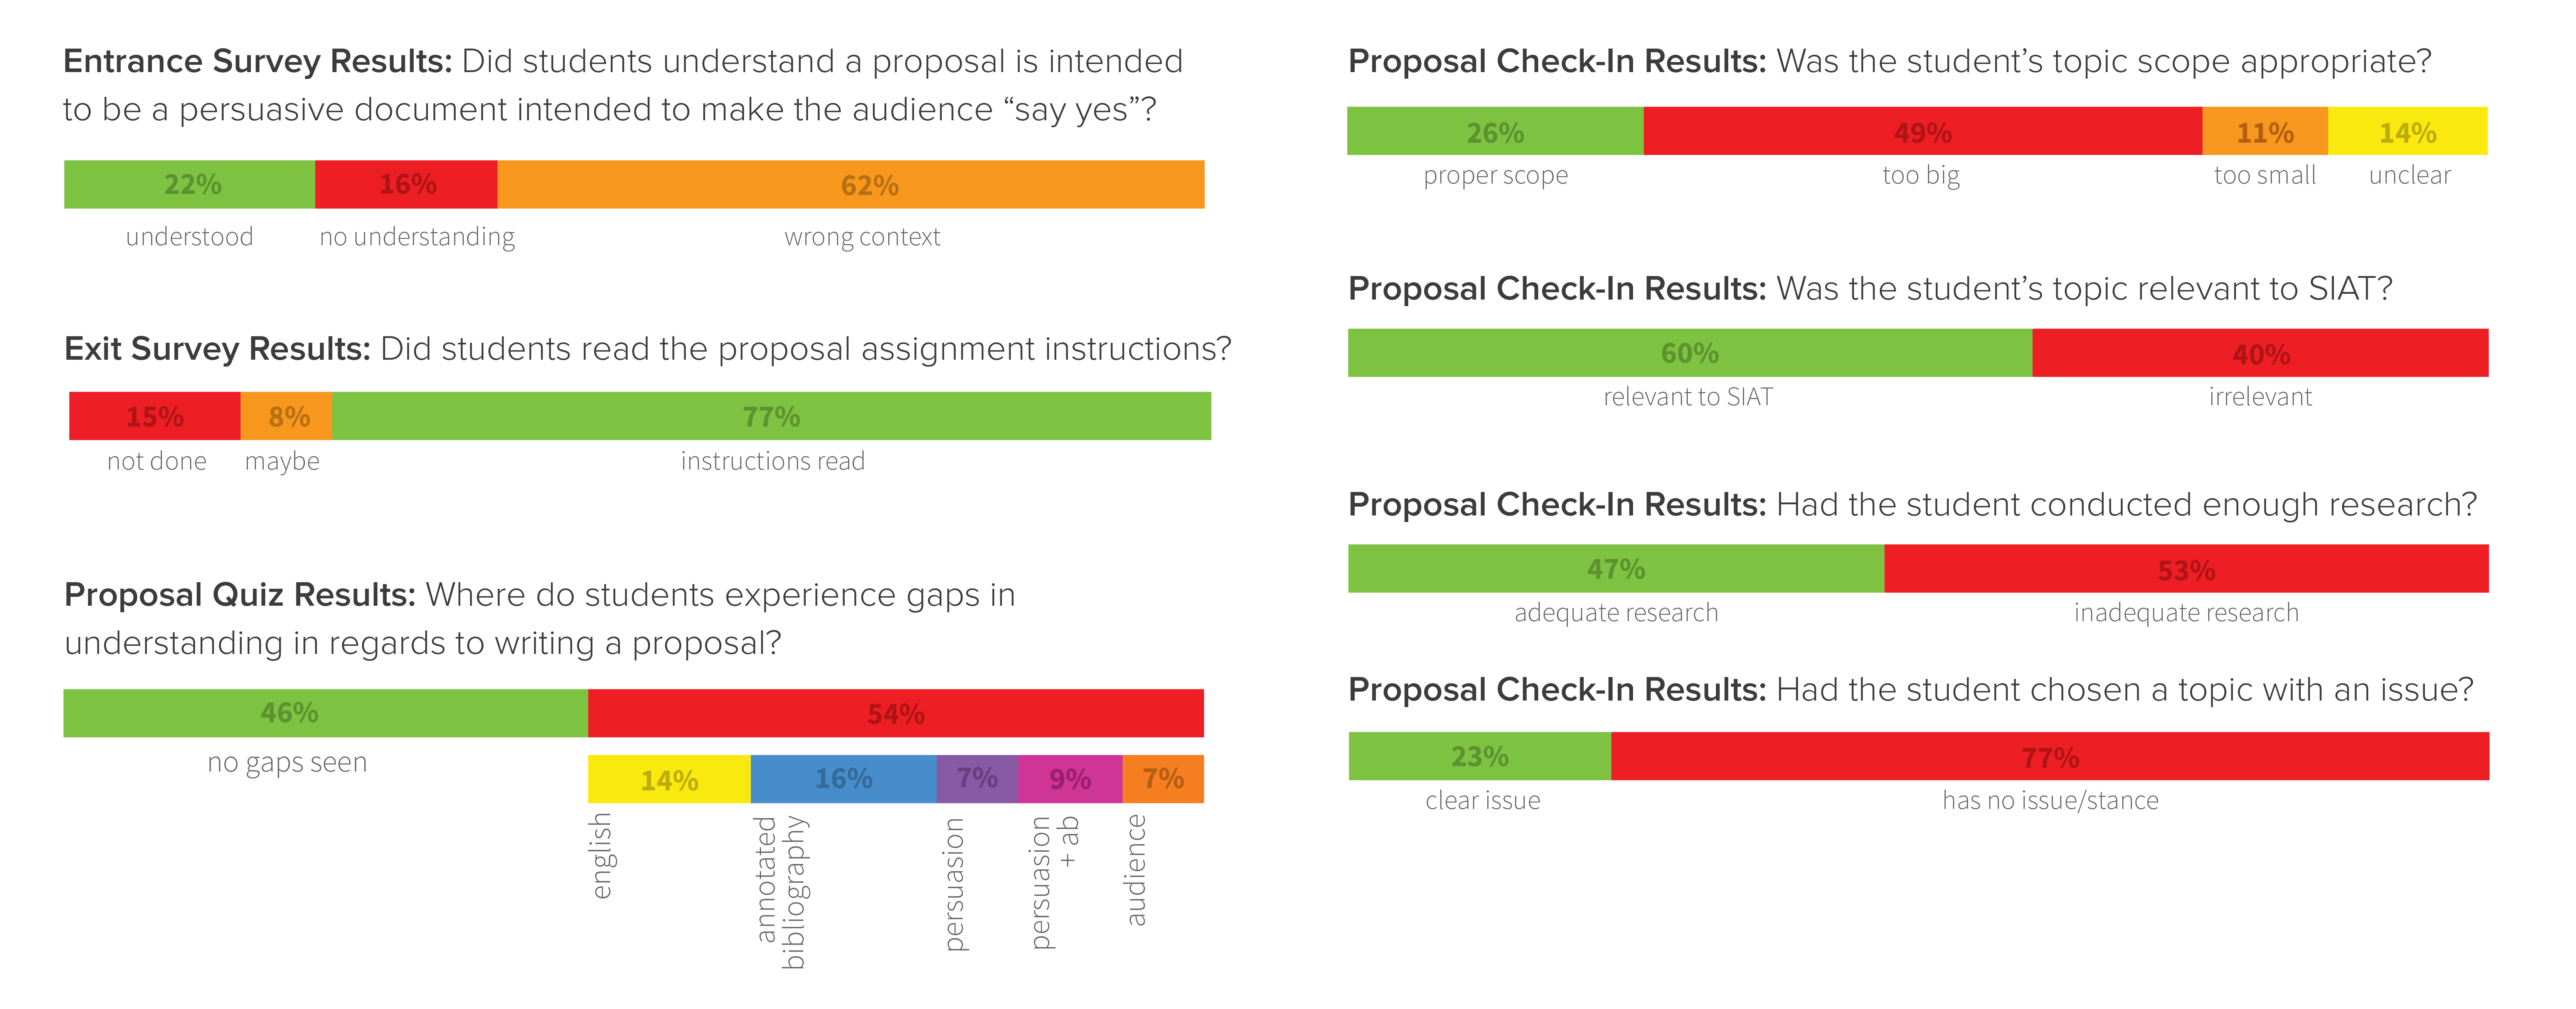 Entrance Survey Results: Did students understand a proposal is intended
to be a persuasive document intended to make the audience “say yes”?
22% 16% 62%
understood no understanding wrong context
Exit Survey Results: Did students read the proposal assignment instructions?
15% 8% 77%
not done maybe instructions read
Proposal Quiz Results: Where do students experience gaps in
understanding in regards to writing a proposal?
46% 54%
no gaps seen
14% 16% 7% 9% 7%
english
annotated
bibliography
persuasion
persuasion
+ ab
audience
Proposal Check-In Results: Was the student’s topic scope appropriate?
26% 49% 11% 14%
proper scope too big too small unclear
Proposal Check-In Results: Was the student’s topic relevant to SIAT?
60% 40%
relevant to SIAT irrelevant
Proposal Check-In Results: Had the student conducted enough research?
47% 53%
adequate research inadequate research
Proposal Check-In Results: Had the student chosen a topic with an issue?
23% 77%
clear issue has no issue/stance